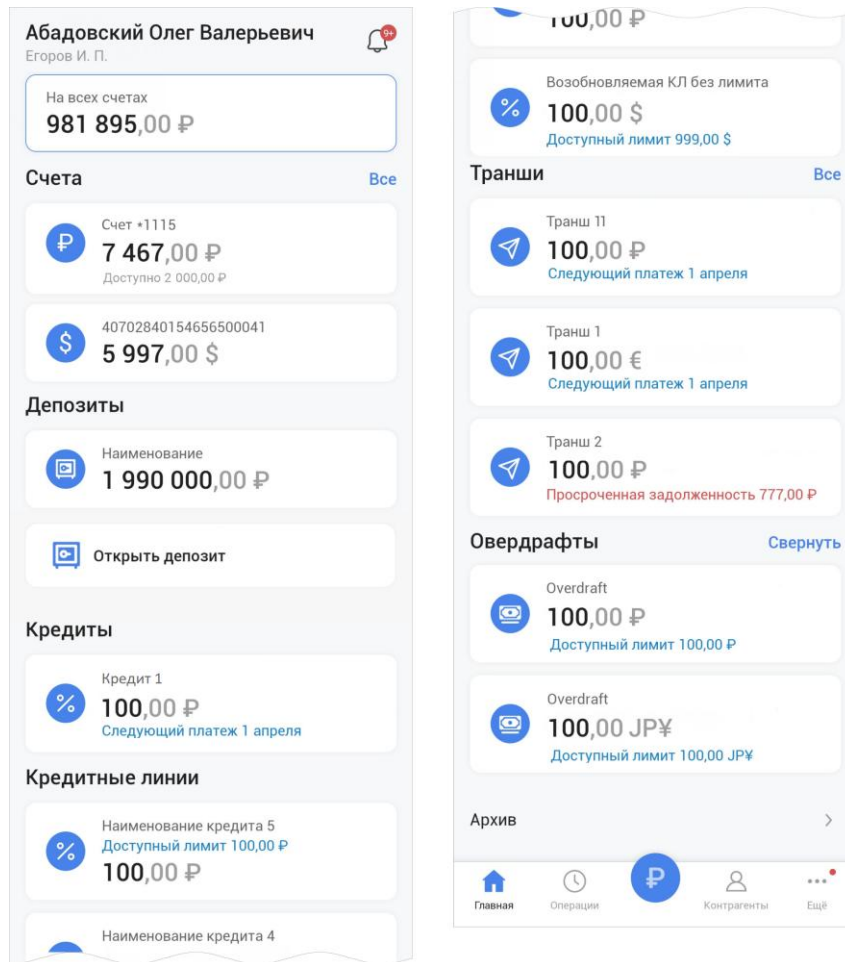 Абадовский Олег Валерьевич
9+
Егоров И. П.
На всех счетах
981 895,00 ₽
Счета
Все
Счет •1115
7 467,00 ₽
Доступно 2 000,00 ₽
40702840154656500041
5 997,00 $
Депозиты
Наименование
1 990 000,00 ₽
Открыть депозит
Кредиты
Кредит 1
100,00 ₽
Следующий платеж 1 апреля
Кредитные линии
Наименование кредита 5
Доступный лимит 100,00 ₽
100,00 ₽
Наименование кредита 4
100,00 ₽
Возобновляемая КЛ без лимита
100,00 $
Доступный лимит 999,00 $
Транши
Все
Транш 11
100,00 ₽
Следующий платеж 1 апреля
Транш 1
100,00 €
Следующий платеж 1 апреля
Транш 2
100,00 ₽
Просроченная задолженность 777,00 ₽
Овердрафты
Свернуть
Overdraft
100,00 ₽
Доступный лимит 100,00 ₽
Overdraft
100,00 JP¥
Доступный лимит 100,00 JP¥
Архив
Главная
Операции
₽
Контрагенты
Ещё